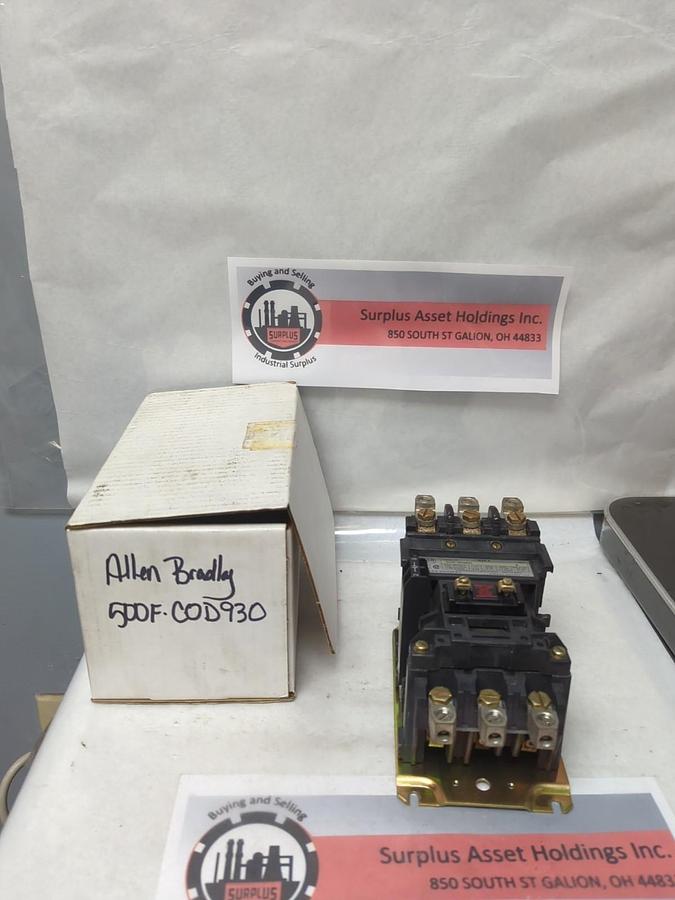 Buying and Selling
SURPLUS
Industrial Surplus
Surplus Asset Holdings Inc.
850 SOUTH ST GALION, OH 44833
Allen Bradley
500F-COD930
Buying and Selling
SURPLUS
Surplus Asset Holdings Inc.
850 SOUTH ST GALION, OH 4483